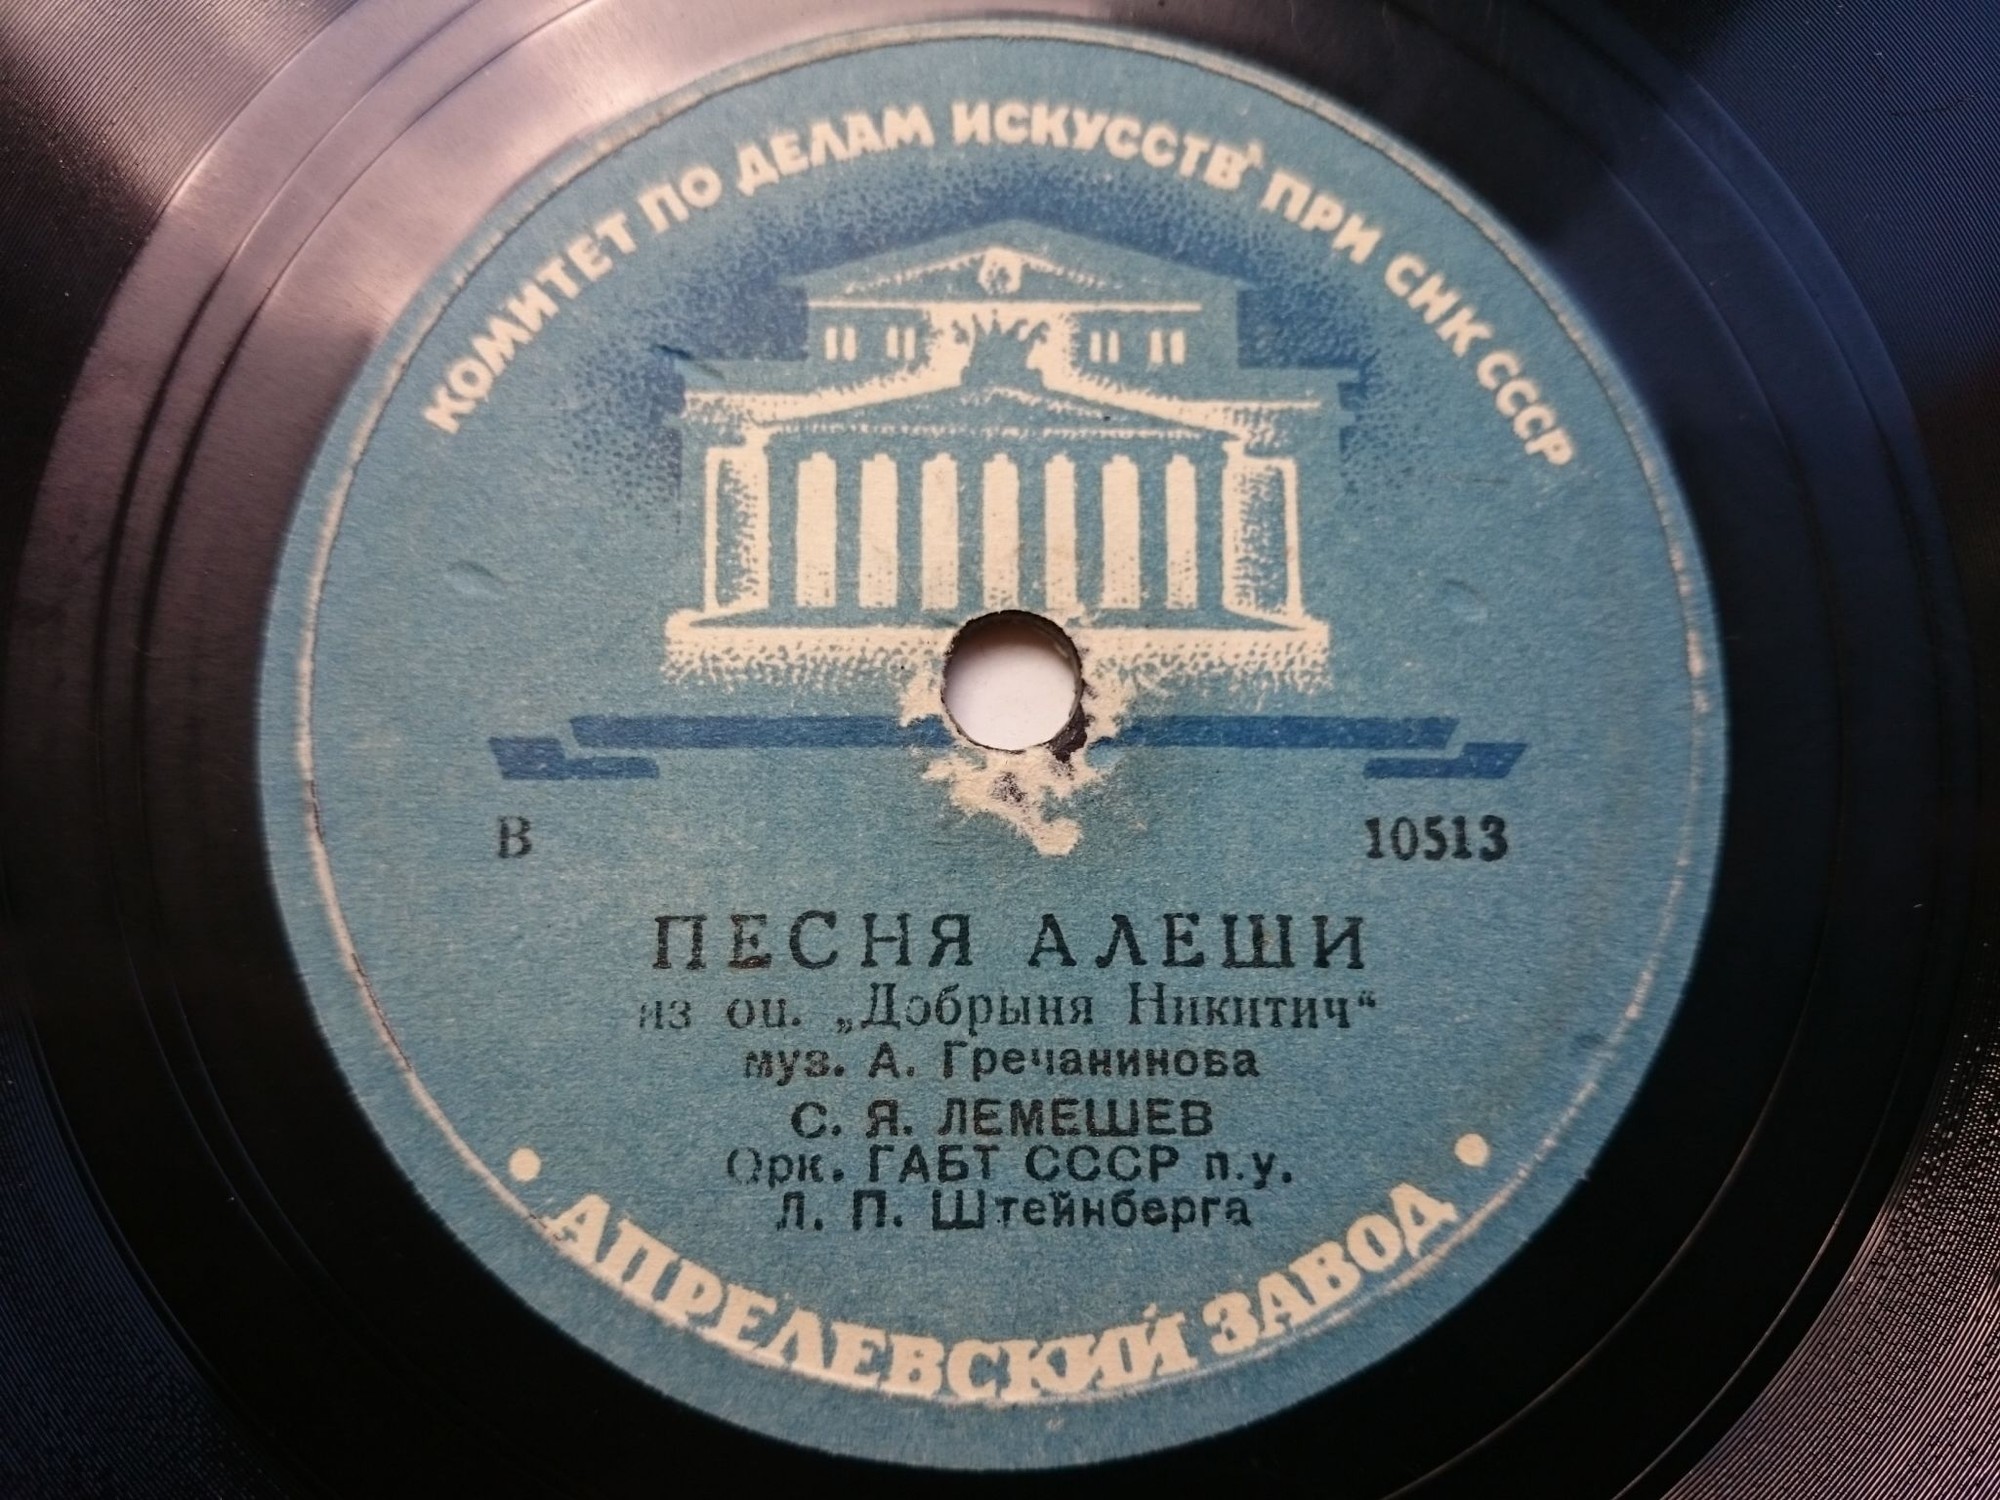 КОМИТЕТ ПО ДЕЛАМ ИСКУССТВ ПРИ СНК СССР
В 10513
ПЕСНЯ АЛЕШИ
из оп. „Добрыня Никитич“
муз. А. Гречанинова
С. Я. ЛЕМЕШЕВ
Орк. ГАБТ СССР п.у.
Л. П. Штейнберга
АПРЕЛЕВСКИЙ ЗАВОД